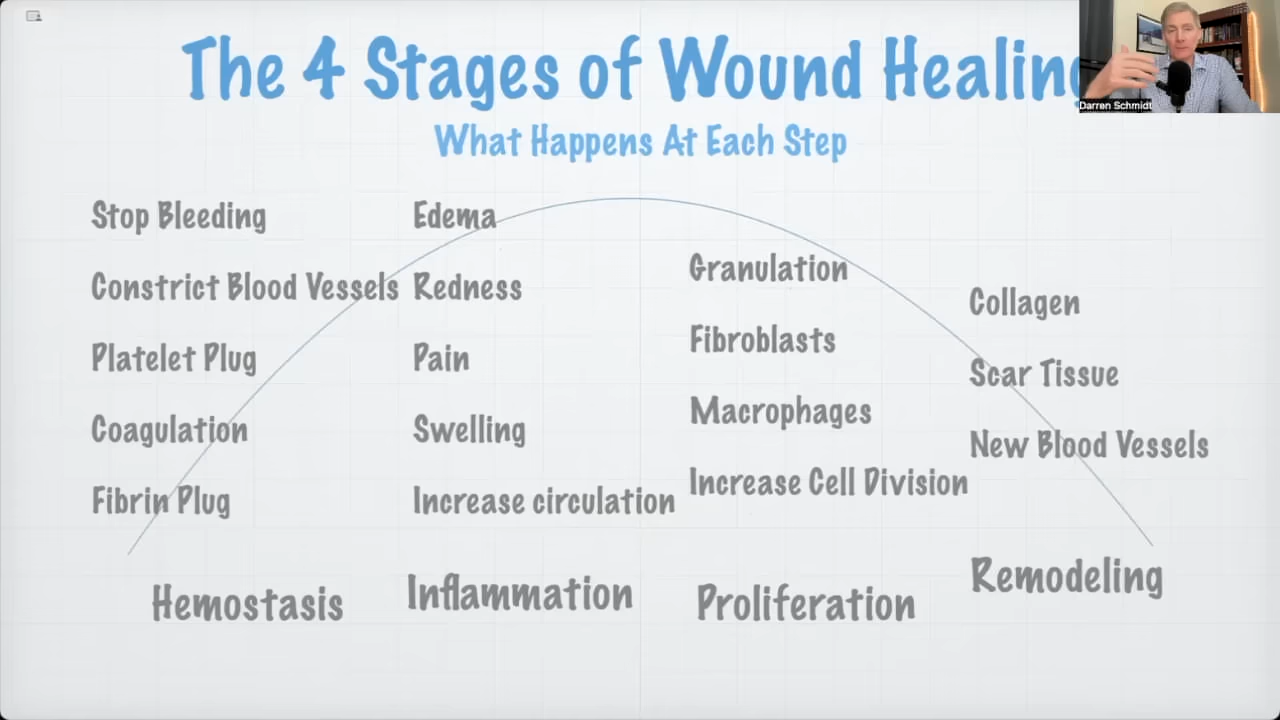 The 4 Stages of Wound Healing
Darren Schmidt
What Happens At Each Step
Stop Bleeding
Constrict Blood Vessels
Platelet Plug
Coagulation
Fibrin Plug
Hemostasis
Edema
Redness
Pain
Swelling
Increase circulation
Inflammation
Granulation
Fibroblasts
Macrophages
Increase Cell Division
Proliferation
Collagen
Scar Tissue
New Blood Vessels
Remodeling